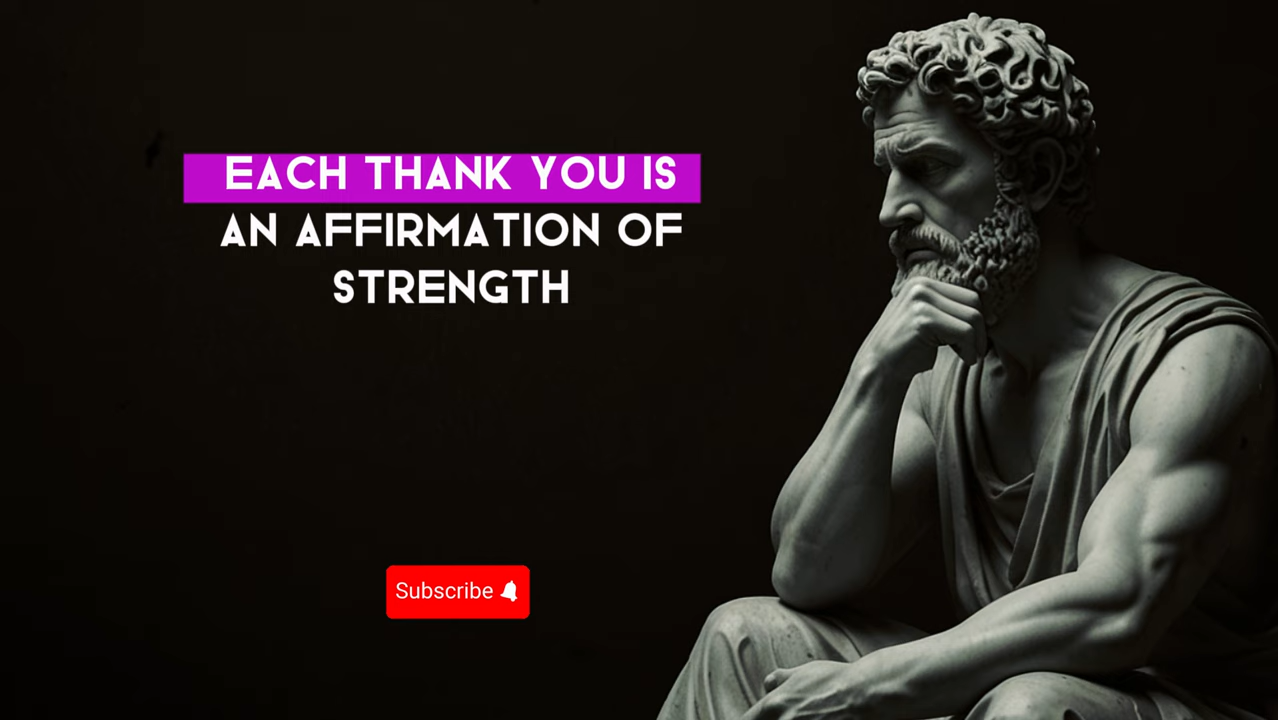 EACH THANK YOU IS
AN AFFIRMATION OF
STRENGTH
Subscribe